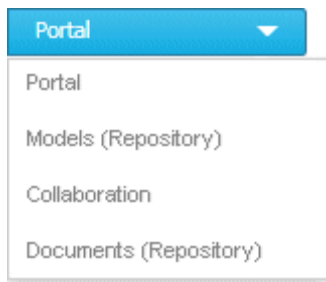 Portal
Portal
Models (Repository)
Collaboration
Documents (Repository)